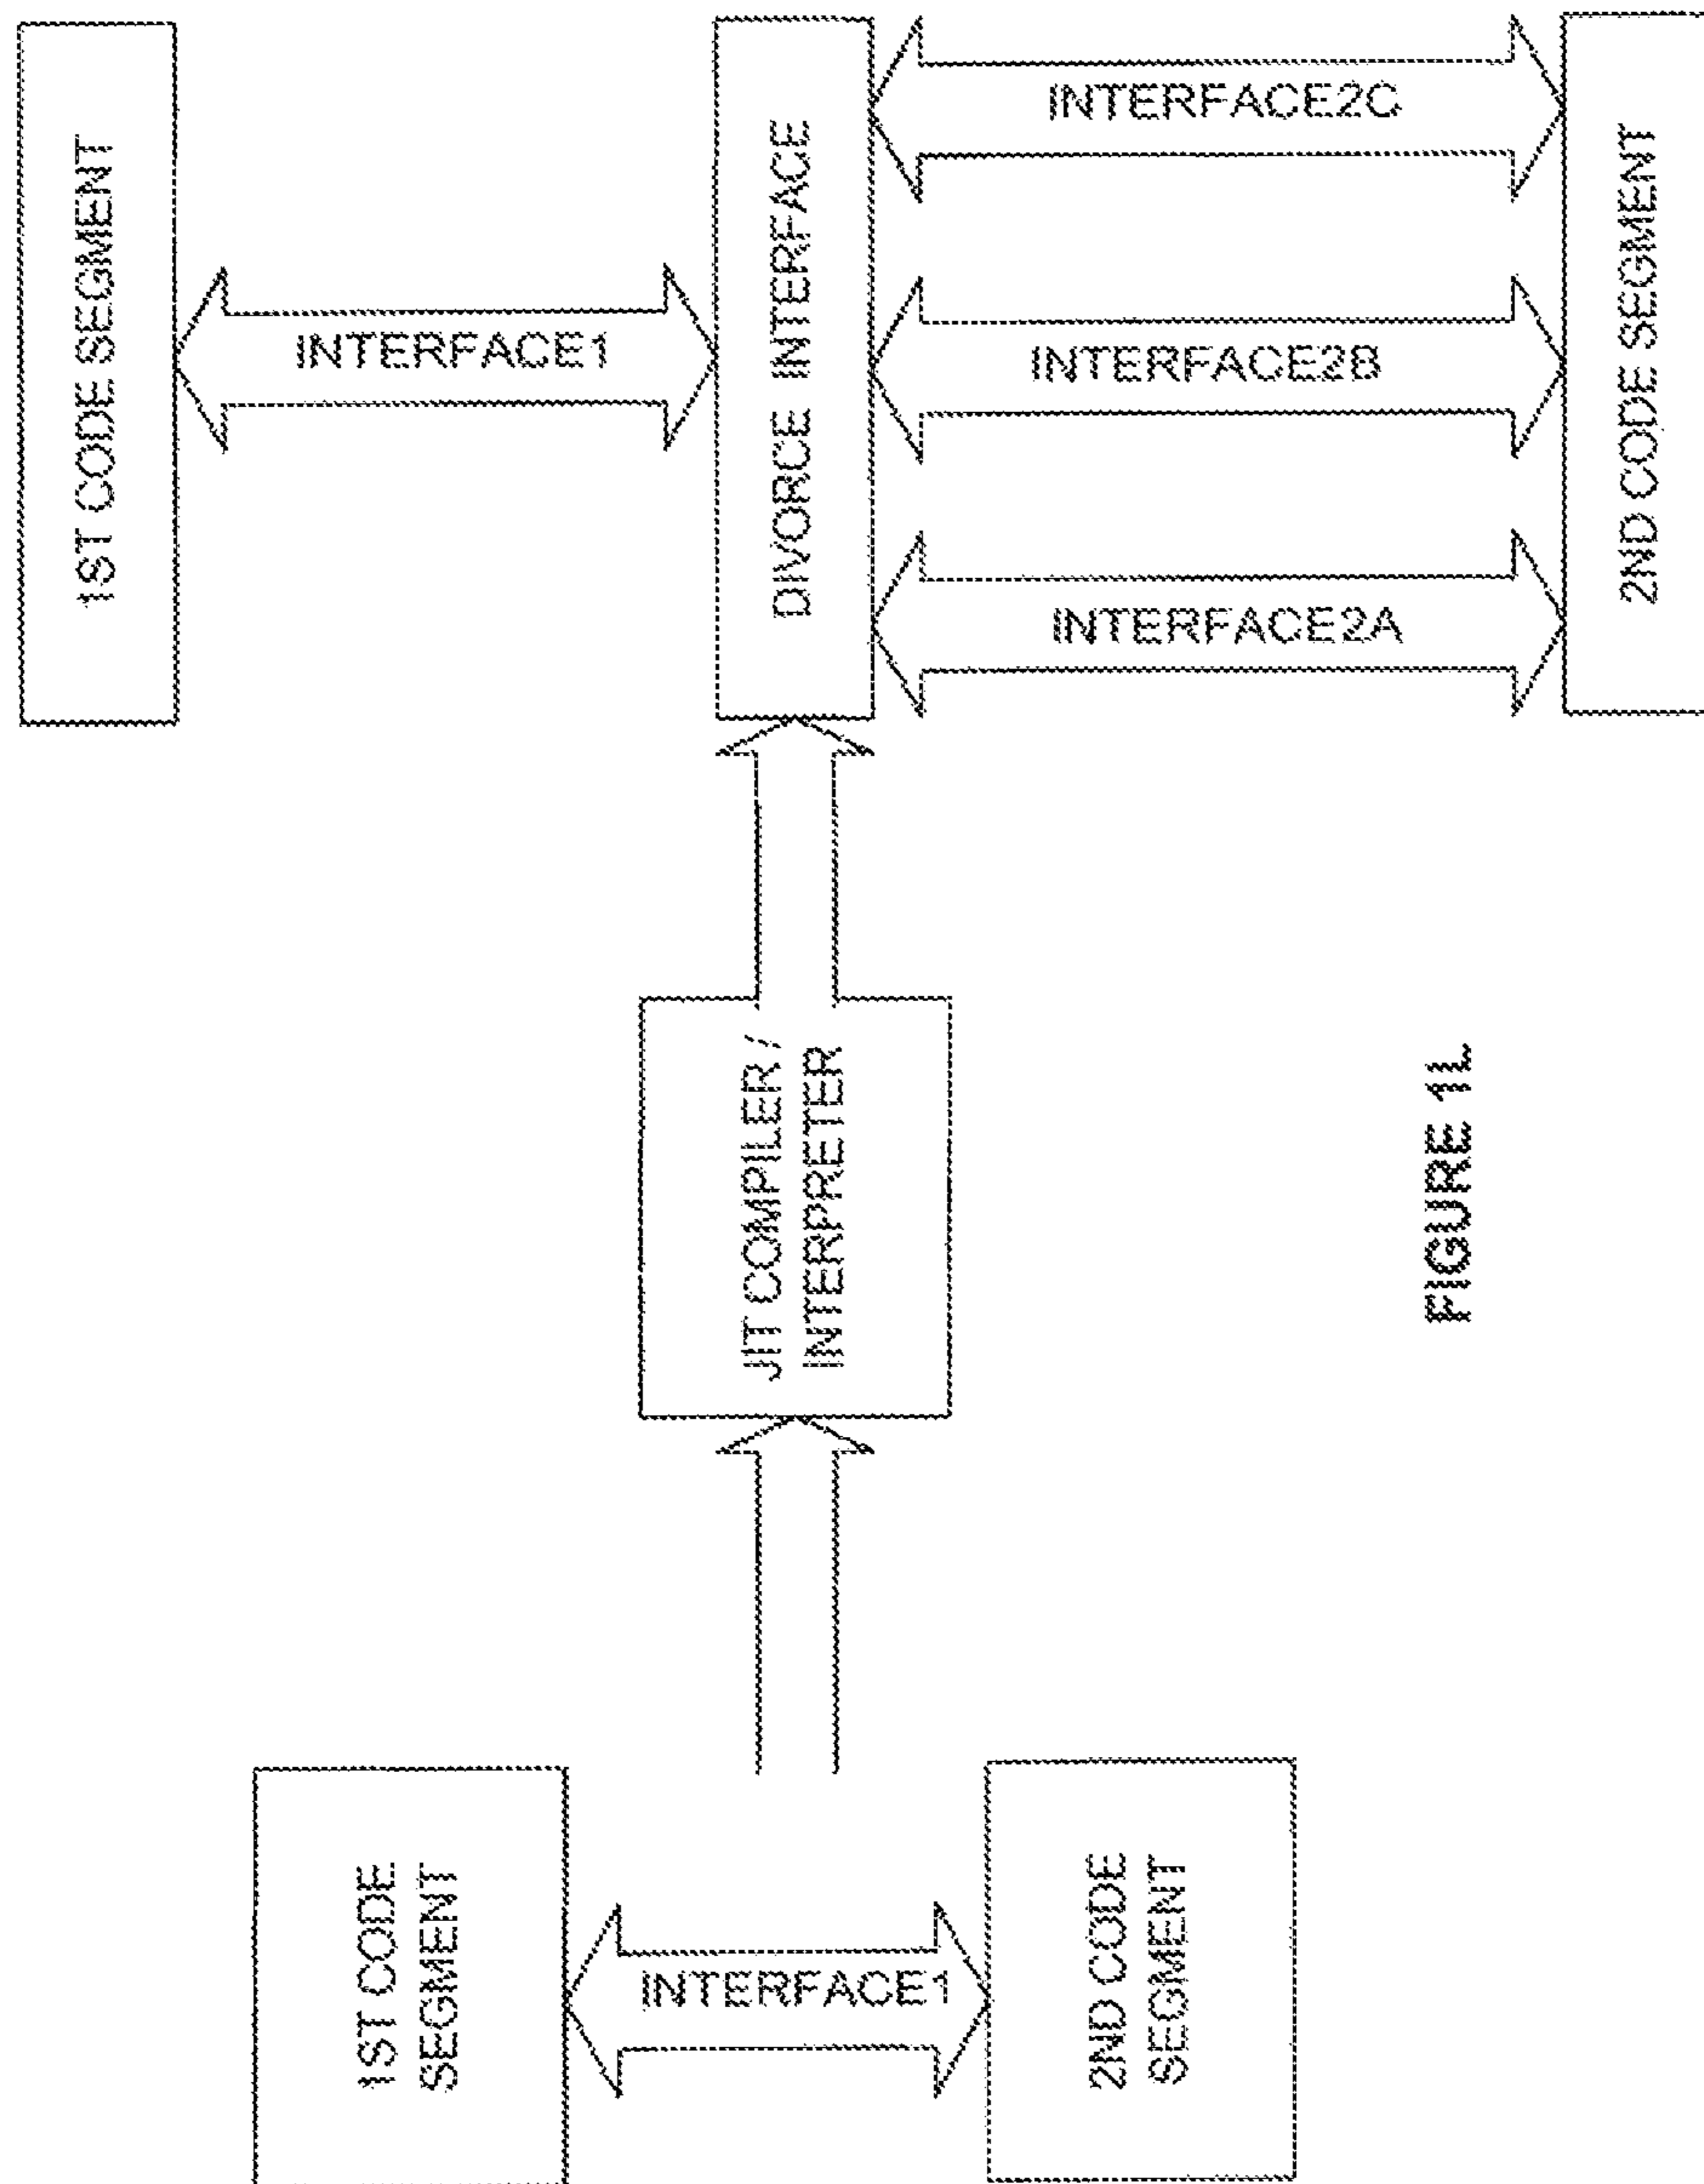 1ST CODE SEGMENT
INTERFACE1
DIVORCE INTERFACE
INTERFACE2A
INTERFACE2B
INTERFACE2C
2ND CODE SEGMENT
JIT COMPILER /
INTERPRETER
1ST CODE
SEGMENT
INTERFACE1
2ND CODE
SEGMENT
FIGURE 1L